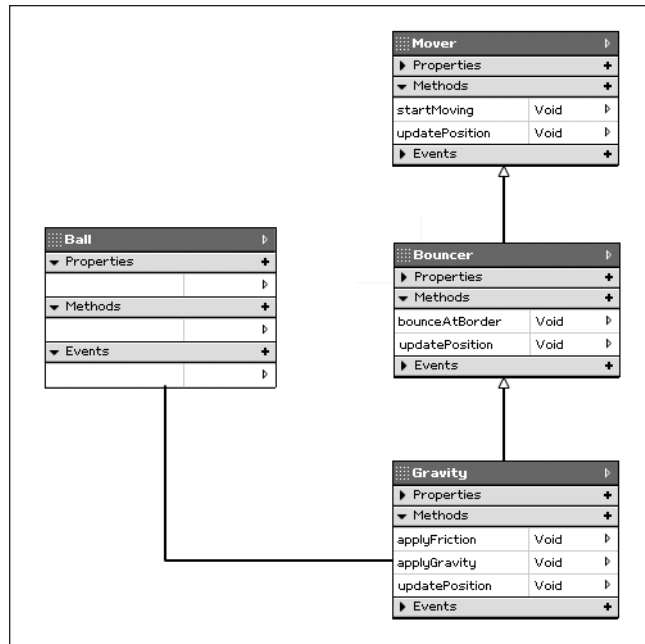 Mover
Properties
Methods
startMoving Void
updatePosition Void
Events
Ball
Properties
Methods
Events
Bouncer
Properties
Methods
bounceAtBorder Void
updatePosition Void
Events
Gravity
Properties
Methods
applyFriction Void
applyGravity Void
updatePosition Void
Events